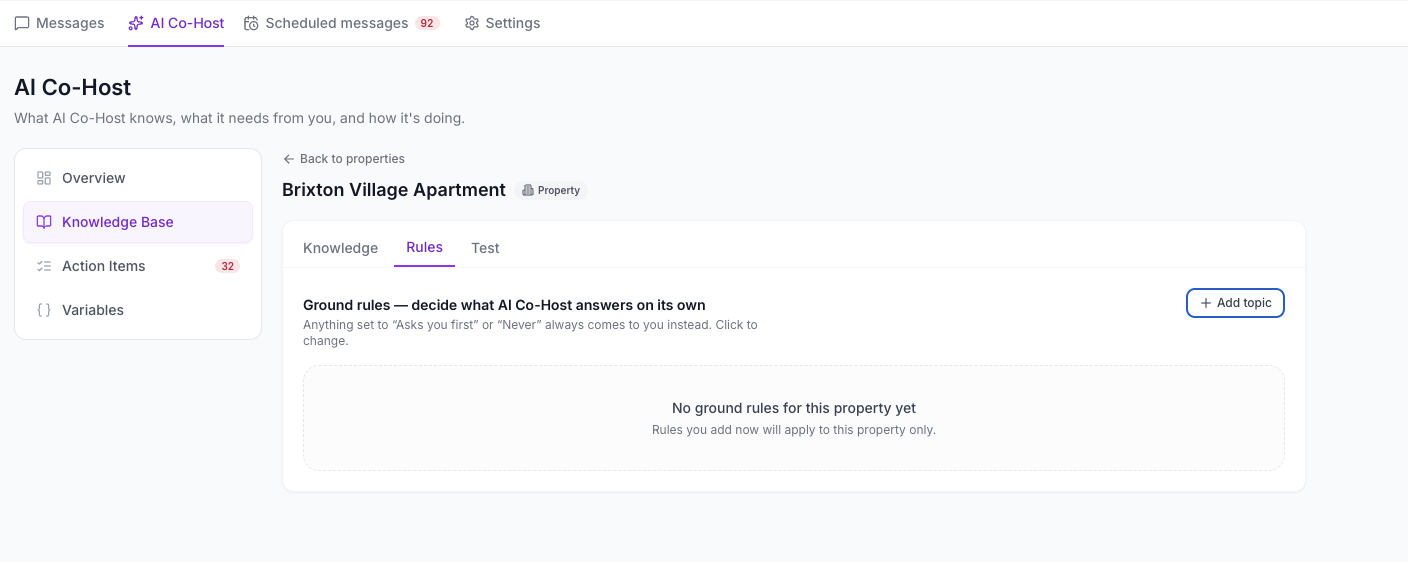 Messages
AI Co-Host
Scheduled messages 92
Settings
AI Co-Host
What AI Co-Host knows, what it needs from you, and how it's doing.
Overview
Knowledge Base
Action Items 32
Variables
Back to properties
Brixton Village Apartment Property
Knowledge
Rules
Test
Ground rules — decide what AI Co-Host answers on its own
Anything set to “Asks you first” or “Never” always comes to you instead. Click to
change.
Add topic
No ground rules for this property yet
Rules you add now will apply to this property only.